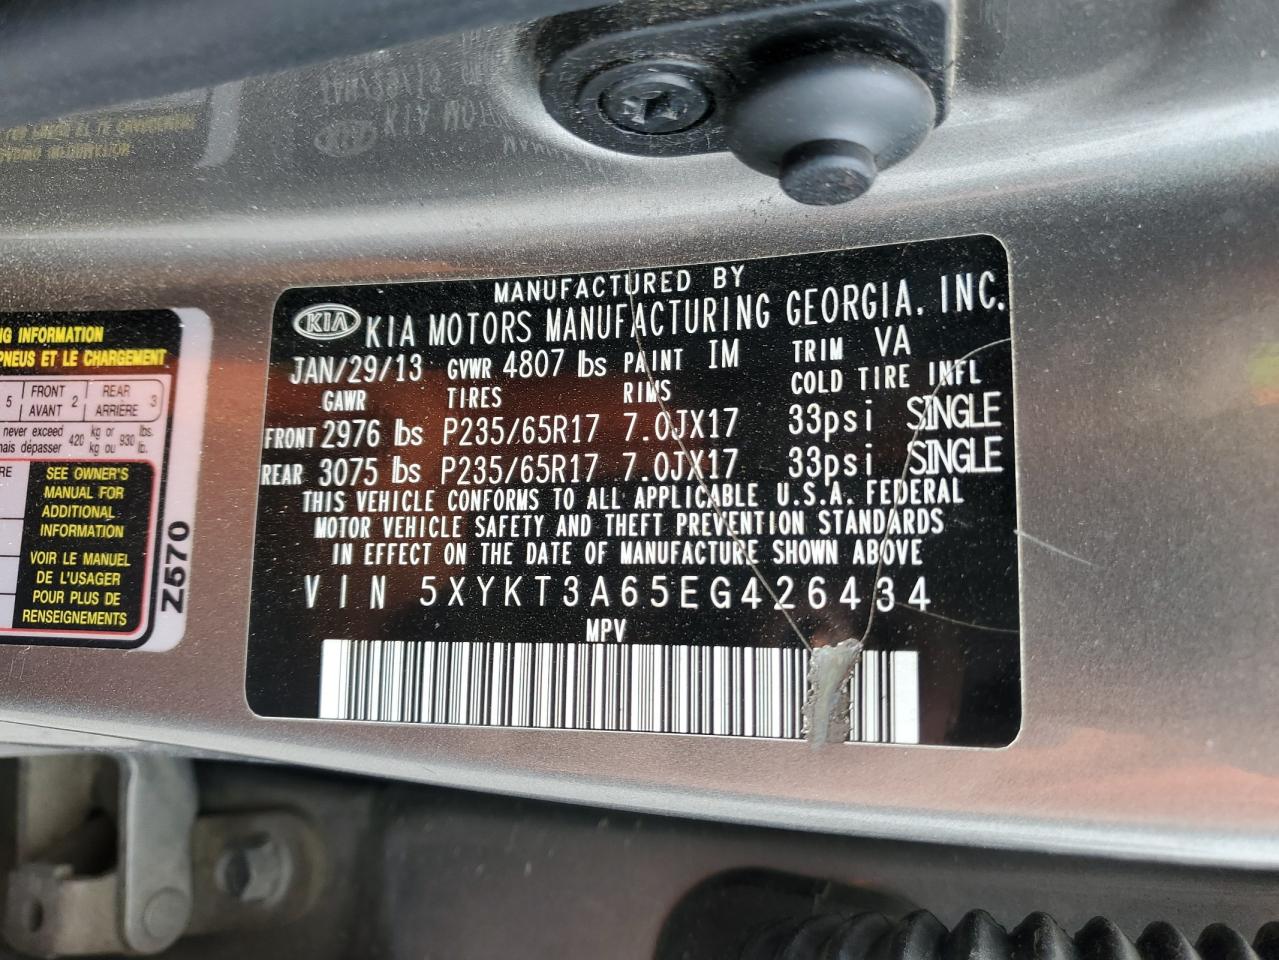 MANUFACTURED BY
KIA KIA MOTORS MANUFACTURING GEORGIA, INC.
JAN/29/13 GVWR 4807 lbs PAINT IM TRIM VA
GAWR TIRES RIMS COLD TIRE INFL
FRONT 2976 lbs P235/65R17 7.0JX17 33psi SINGLE
REAR 3075 lbs P235/65R17 7.0JX17 33psi SINGLE
THIS VEHICLE CONFORMS TO ALL APPLICABLE U.S.A. FEDERAL
MOTOR VEHICLE SAFETY AND THEFT PREVENTION STANDARDS
IN EFFECT ON THE DATE OF MANUFACTURE SHOWN ABOVE
VIN 5XYKT3A65EG426434
MPV
INFORMATION
PNEUS ET LE CHARGEMENT
5 FRONT 2 REAR 3
AVANT ARRIÈRE
never exceed 420 kg or 930 lbs.
dépasser kg ou lb.
SEE OWNER'S
MANUAL FOR
ADDITIONAL
INFORMATION
VOIR LE MANUEL
DE L'USAGER
POUR PLUS DE
RENSEIGNEMENTS
Z570